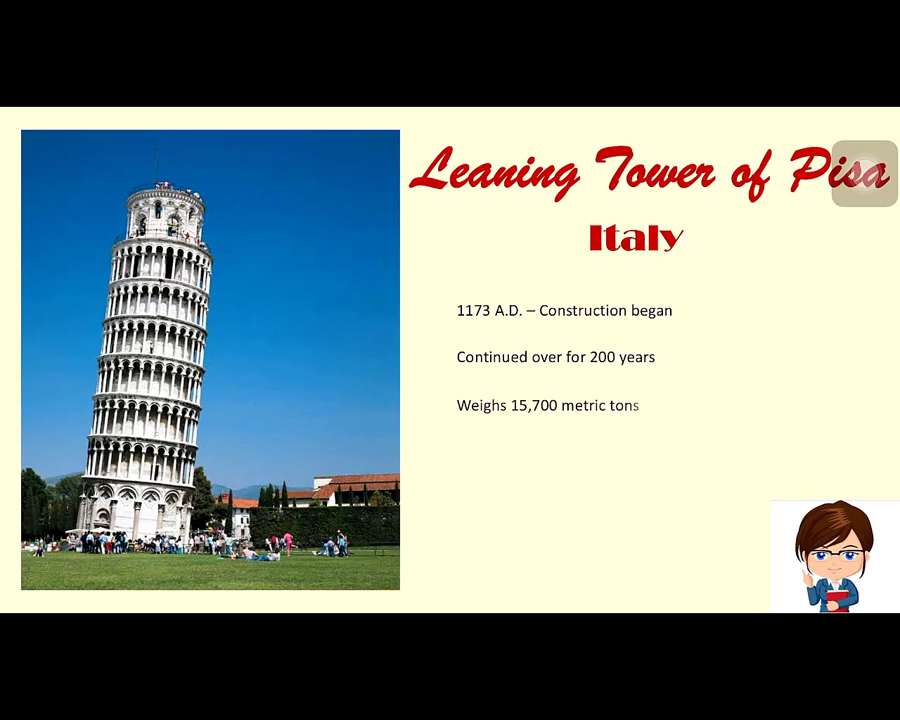 Leaning Tower of Pisa
Italy
1173 A.D. – Construction began
Continued over for 200 years
Weighs 15,700 metric tons